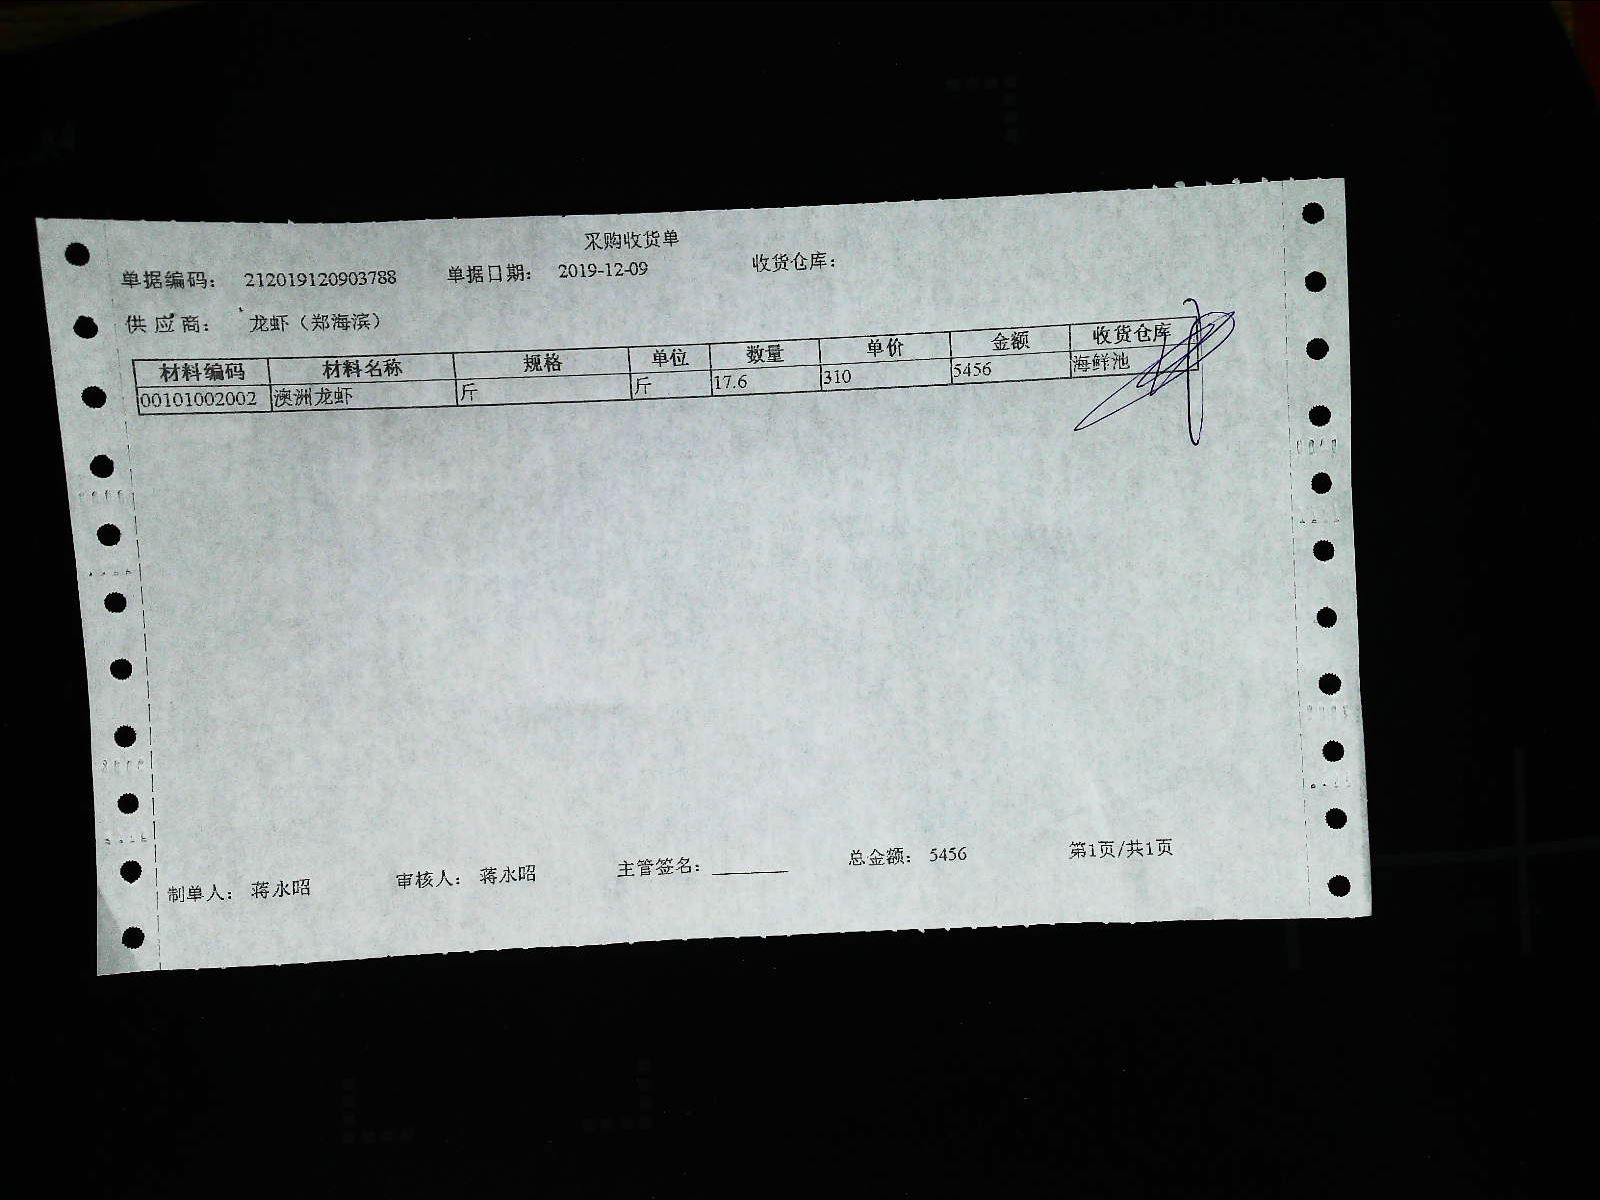 采购收货单
单据编码： 212019120903788 单据日期： 2019-12-09 收货仓库：
供应商： 龙虾（郑海滨）
材料编码 材料名称 规格 单位 数量 单价 金额 收货仓库
00101002002 澳洲龙虾 斤 斤 17.6 310 5456 海鲜池
制单人： 蒋永昭 审核人： 蒋永昭 主管签名：________ 总金额： 5456 第1页/共1页